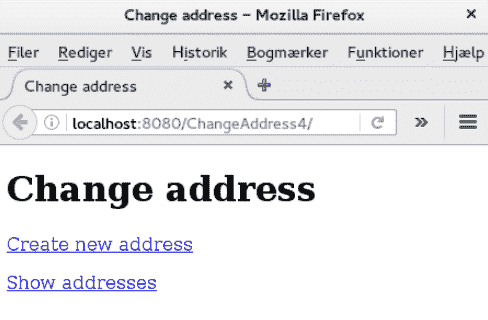 Change address - Mozilla Firefox
Filer Rediger Vis Historik Bogmærker Funktioner Hjælp
Change address
localhost:8080/ChangeAddress4/
Change address
Create new address
Show addresses